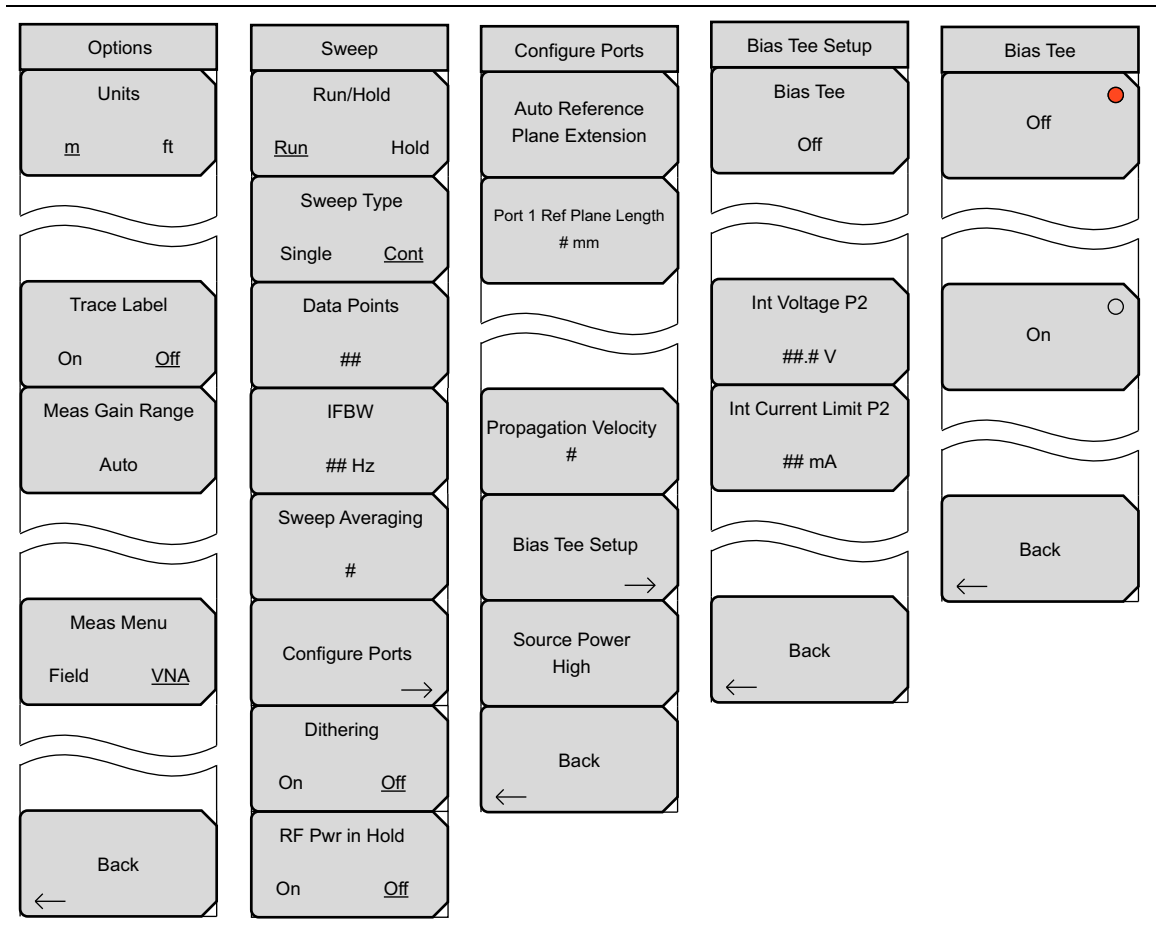 Options
Units
m ft
Trace Label
On Off
Meas Gain Range
Auto
Meas Menu
Field VNA
Back
Sweep
Run/Hold
Run Hold
Sweep Type
Single Cont
Data Points
##
IFBW
## Hz
Sweep Averaging
#
Configure Ports
Dithering
On Off
RF Pwr in Hold
On Off
Configure Ports
Auto Reference
Plane Extension
Port 1 Ref Plane Length
# mm
Propagation Velocity
#
Bias Tee Setup
Source Power
High
Back
Bias Tee Setup
Bias Tee
Off
Int Voltage P2
##.# V
Int Current Limit P2
## mA
Back
Bias Tee
Off
On
Back